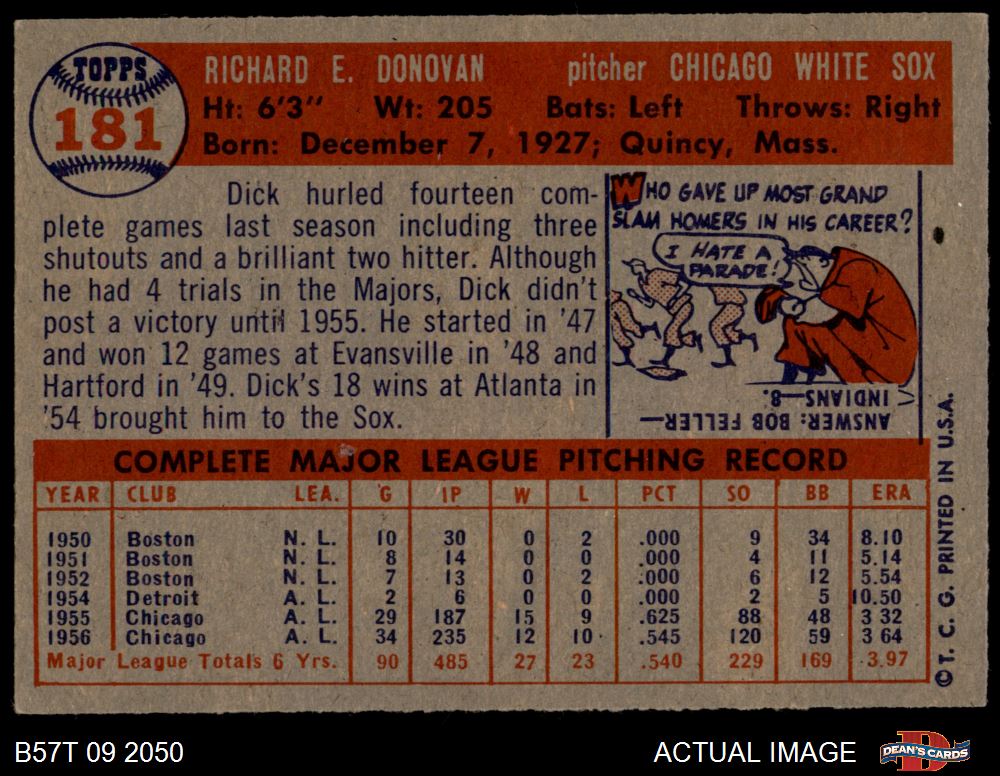 TOPPS
181
RICHARD E. DONOVAN pitcher CHICAGO WHITE SOX
Ht: 6'3" Wt: 205 Bats: Left Throws: Right
Born: December 7, 1927; Quincy, Mass.
Dick hurled fourteen com-
plete games last season including three
shutouts and a brilliant two hitter. Although
he had 4 trials in the Majors, Dick didn't
post a victory until 1955. He started in '47
and won 12 games at Evansville in '48 and
Hartford in '49. Dick's 18 wins at Atlanta in
'54 brought him to the Sox.
WHO GAVE UP MOST GRAND
SLAM HOMERS IN HIS CAREER?
I HATE A
PARADE!
ANSWER: BOB FELLER—
INDIANS—8.
COMPLETE MAJOR LEAGUE PITCHING RECORD
YEAR CLUB LEA. G IP W L PCT SO BB ERA
1950 Boston N. L. 10 30 0 2 .000 9 34 8.10
1951 Boston N. L. 8 14 0 0 .000 4 11 5.14
1952 Boston N. L. 7 13 0 2 .000 6 12 5.54
1954 Detroit A. L. 2 6 0 0 .000 2 5 10.50
1955 Chicago A. L. 29 187 15 9 .625 88 48 3 32
1956 Chicago A. L. 34 235 12 10 .545 120 59 3 64
Major League Totals 6 Yrs. 90 485 27 23 .540 229 169 3.97
© T. C. G. PRINTED IN U.S.A.
B57T 09 2050
ACTUAL IMAGE
D
DEAN'S CARDS